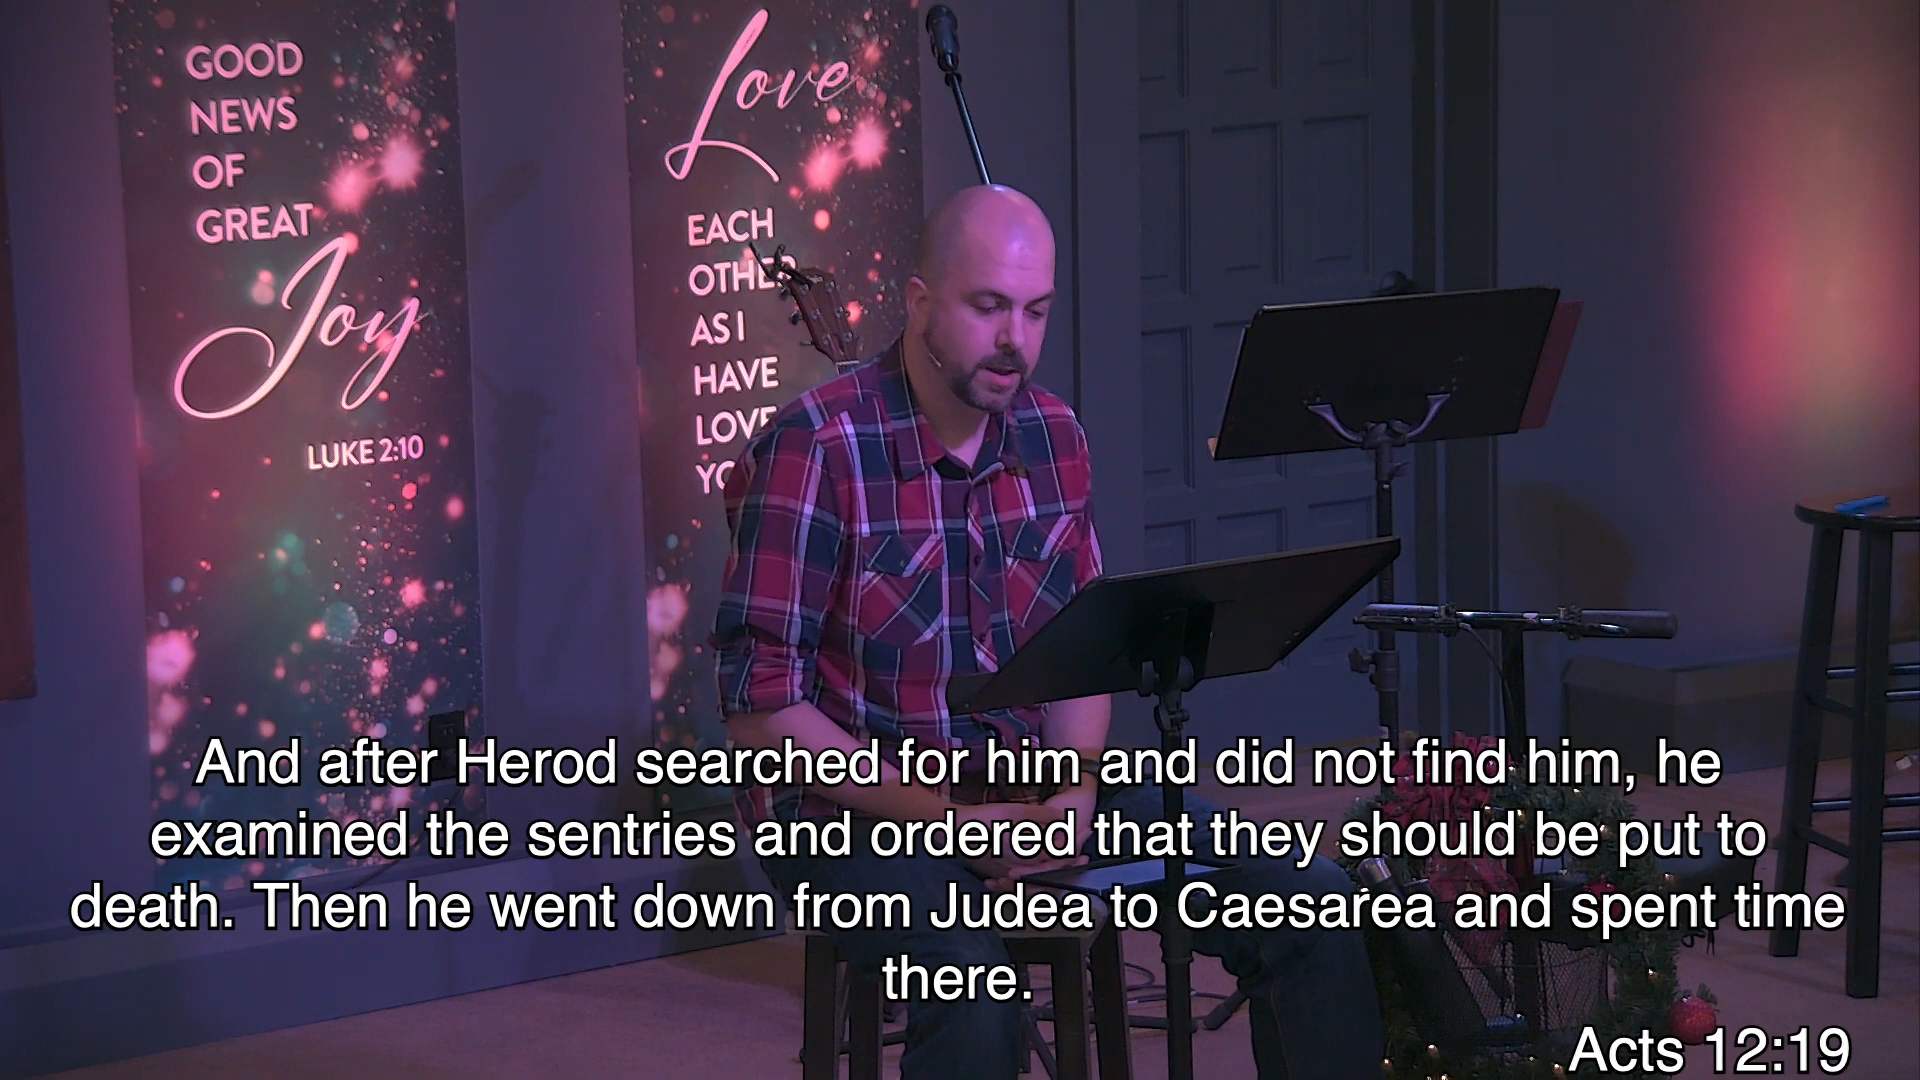 GOOD
NEWS
OF
GREAT
Joy
LUKE 2:10
Love
EACH
OTHER
AS I
HAVE
LOVE
And after Herod searched for him and did not find him, he
examined the sentries and ordered that they should be put to
death. Then he went down from Judea to Caesarea and spent time
there.
Acts 12:19